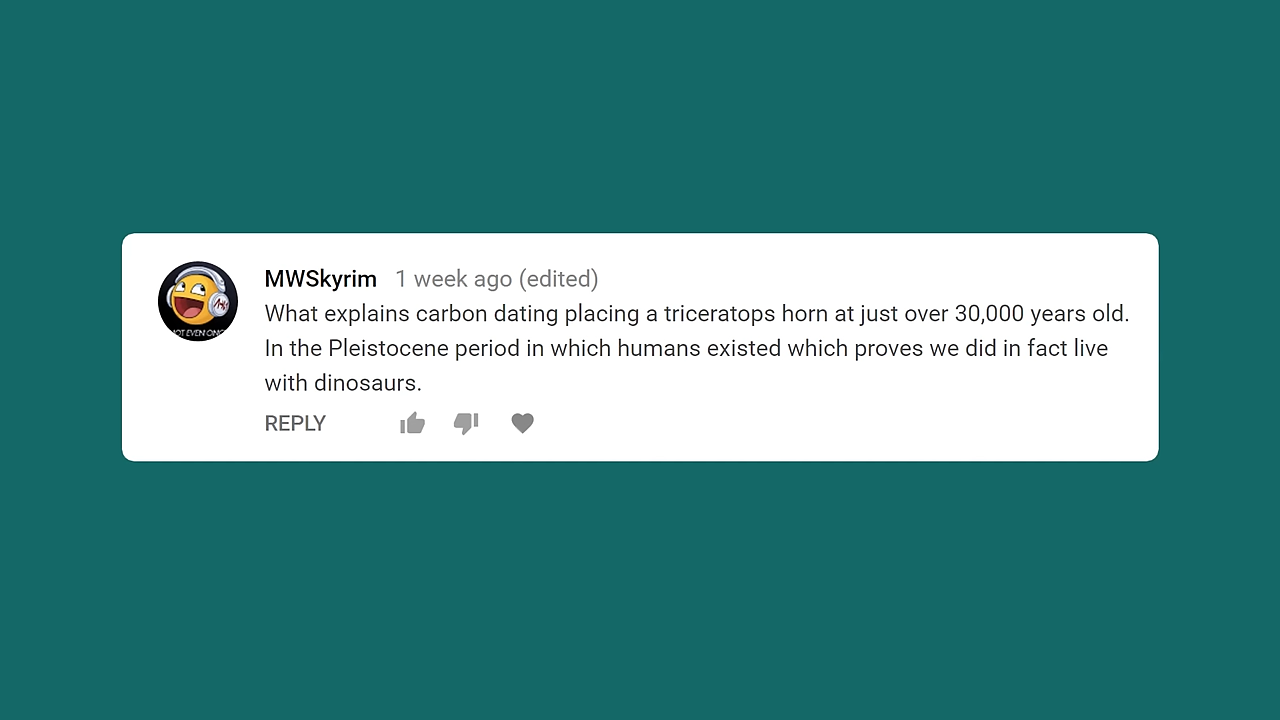 MWSkyrim 1 week ago (edited)
What explains carbon dating placing a triceratops horn at just over 30,000 years old.
In the Pleistocene period in which humans existed which proves we did in fact live
with dinosaurs.
REPLY